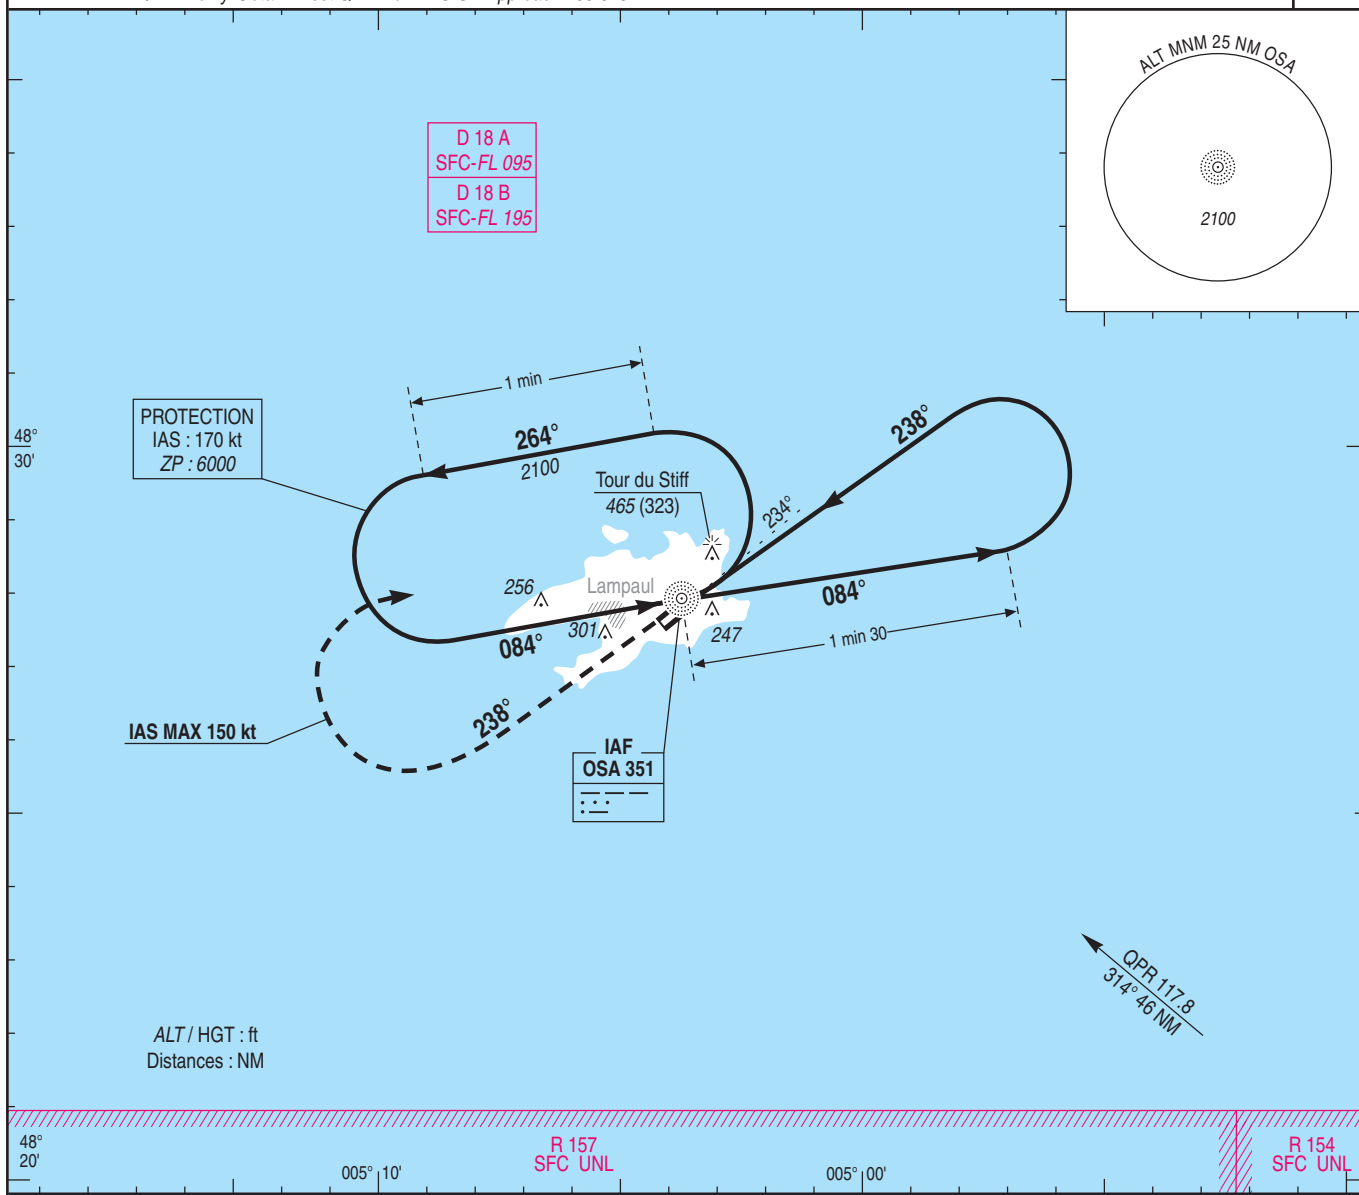 ALT MNM 25 NM OSA
2100
D 18 A
SFC-FL 095
D 18 B
SFC-FL 195
1 min
PROTECTION
IAS : 170 kt
ZP : 6000
48°
30'
264°
2100
238°
Tour du Stiff
465 (323)
234°
256
Lampaul
084°
301
084°
247
1 min 30
238°
IAS MAX 150 kt
IAF
OSA 351
QPR 117.8
314° 46 NM
ALT / HGT : ft
Distances : NM
48°
20'
005° 10'
R 157
SFC UNL
005° 00'
R 154
SFC UNL